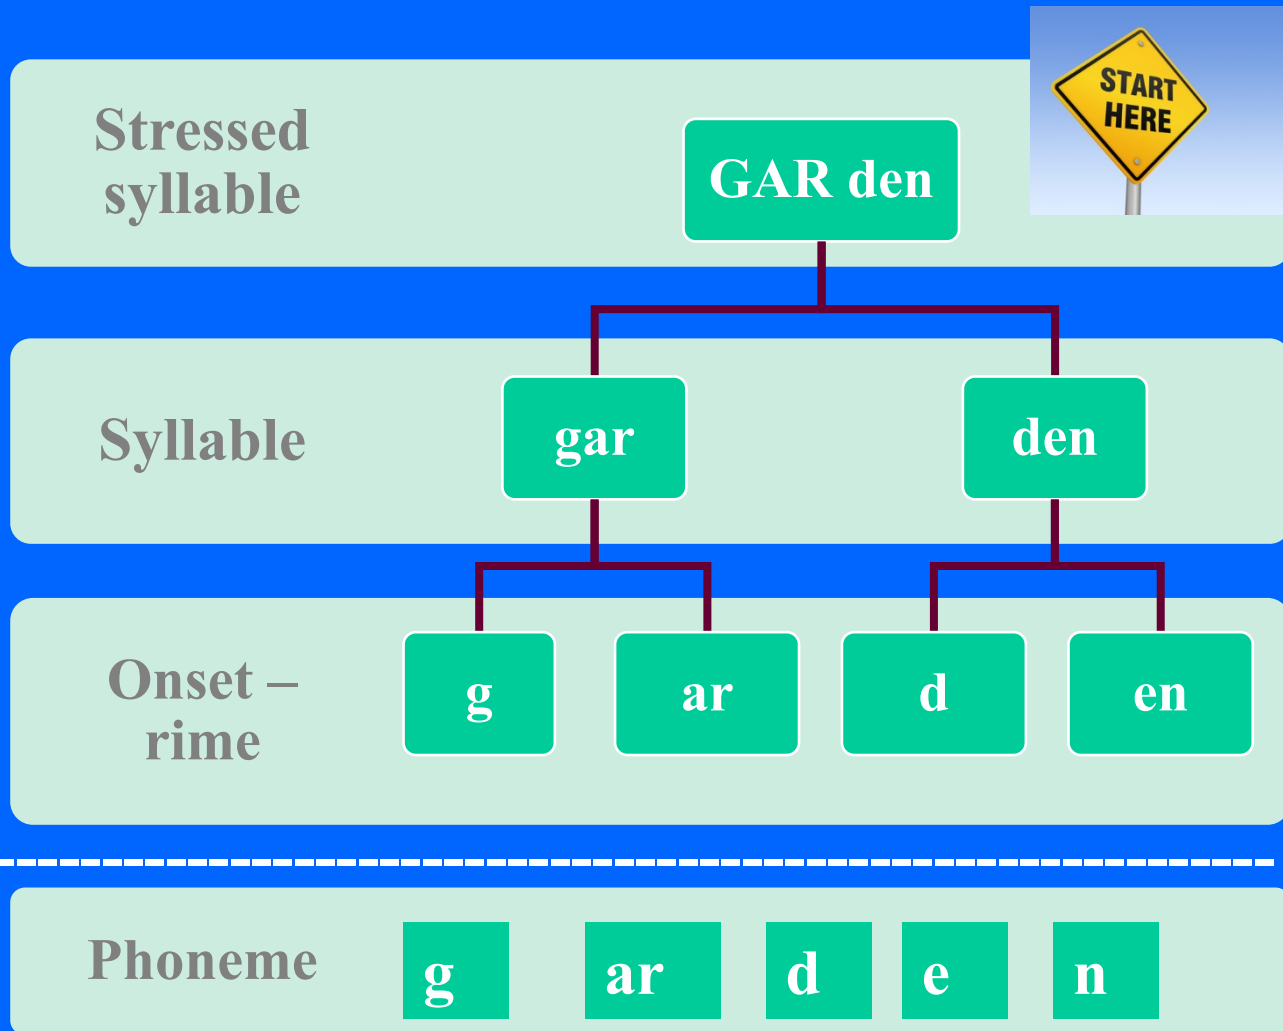 START
HERE
Stressed
syllable
GAR den
Syllable
gar
den
Onset –
rime
g
ar
d
en
Phoneme
g
ar
d
e
n